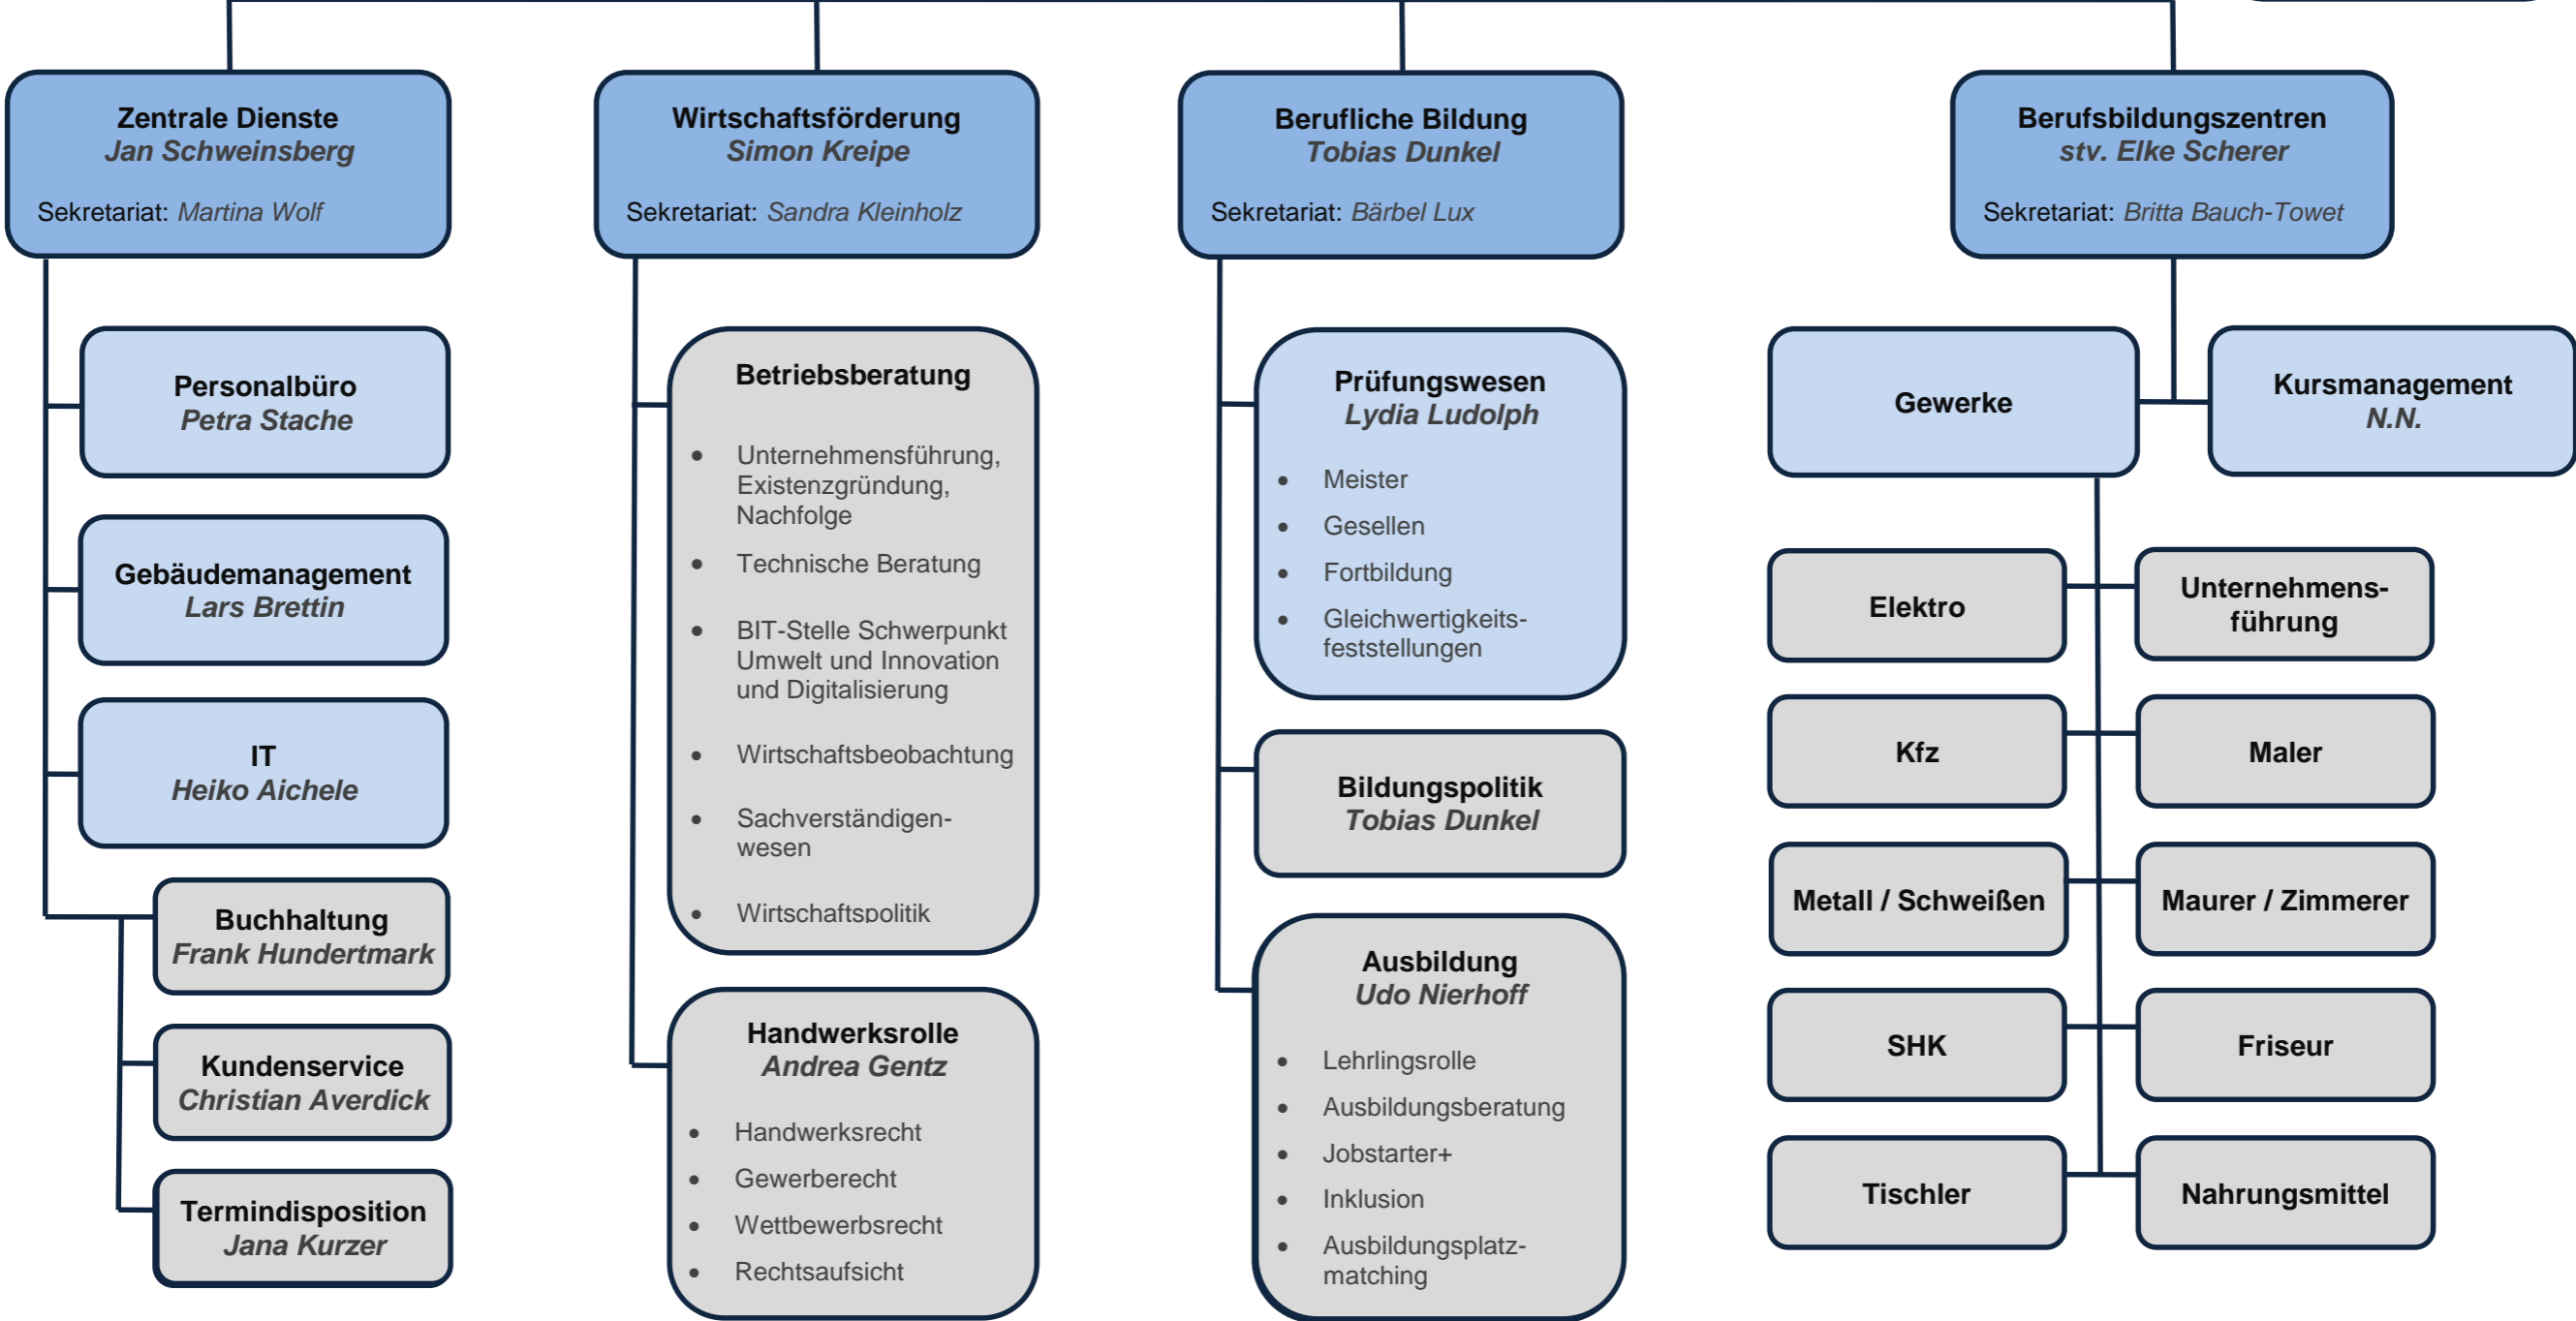 Zentrale Dienste
Jan Schweinsberg
Sekretariat: Martina Wolf
Personalbüro
Petra Stache
Gebäudemanagement
Lars Brettin
IT
Heiko Aichele
Buchhaltung
Frank Hundertmark
Kundenservice
Christian Averdick
Termindisposition
Jana Kurzer
Wirtschaftsförderung
Simon Kreipe
Sekretariat: Sandra Kleinholz
Betriebsberatung
• Unternehmensführung,
Existenzgründung,
Nachfolge
• Technische Beratung
• BIT-Stelle Schwerpunkt
Umwelt und Innovation
und Digitalisierung
• Wirtschaftsbeobachtung
• Sachverständigen-
wesen
• Wirtschaftspolitik
Handwerksrolle
Andrea Gentz
• Handwerksrecht
• Gewerberecht
• Wettbewerbsrecht
• Rechtsaufsicht
Berufliche Bildung
Tobias Dunkel
Sekretariat: Bärbel Lux
Prüfungswesen
Lydia Ludolph
• Meister
• Gesellen
• Fortbildung
• Gleichwertigkeits-
feststellungen
Bildungspolitik
Tobias Dunkel
Ausbildung
Udo Nierhoff
• Lehrlingsrolle
• Ausbildungsberatung
• Jobstarter+
• Inklusion
• Ausbildungsplatz-
matching
Berufsbildungszentren
stv. Elke Scherer
Sekretariat: Britta Bauch-Towet
Gewerke
Kursmanagement
N.N.
Elektro
Unternehmens-
führung
Kfz
Maler
Metall / Schweißen
Maurer / Zimmerer
SHK
Friseur
Tischler
Nahrungsmittel